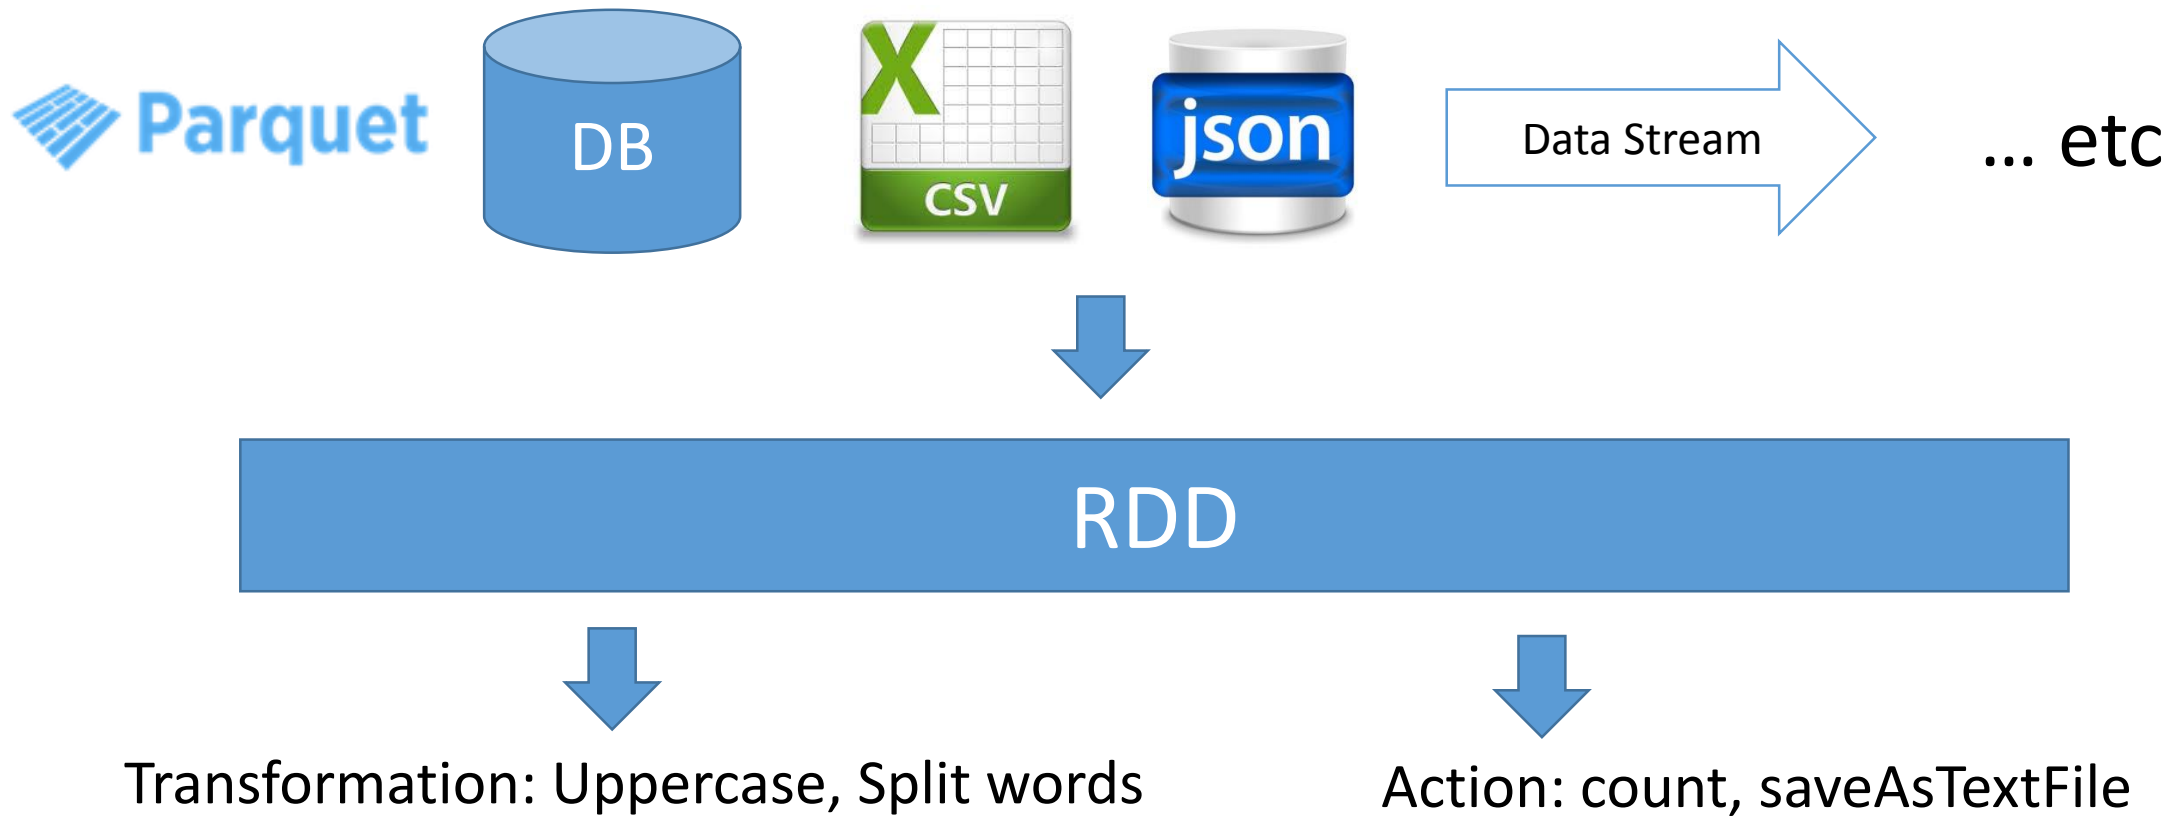 Parquet
DB
CSV
json
Data Stream
... etc
RDD
Transformation: Uppercase, Split words
Action: count, saveAsTextFile